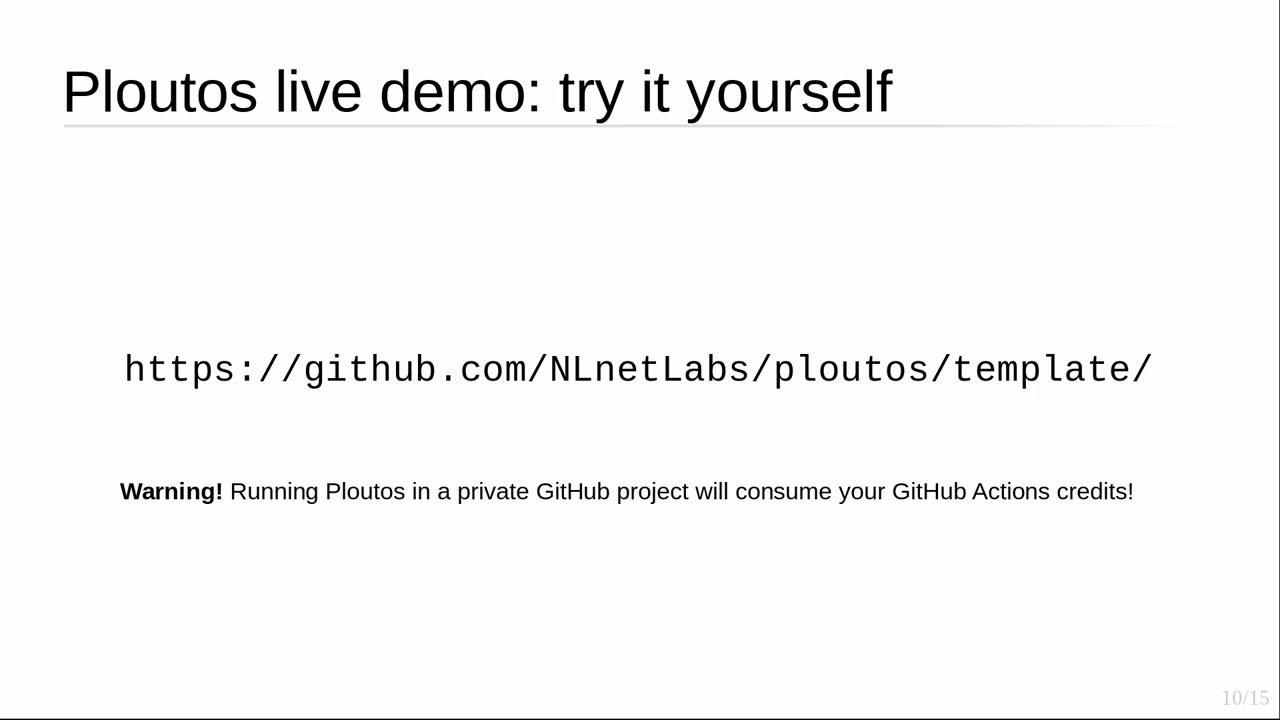 Ploutos live demo: try it yourself
https://github.com/NLnetLabs/ploutos/template/
Warning! Running Ploutos in a private GitHub project will consume your GitHub Actions credits!
10/15